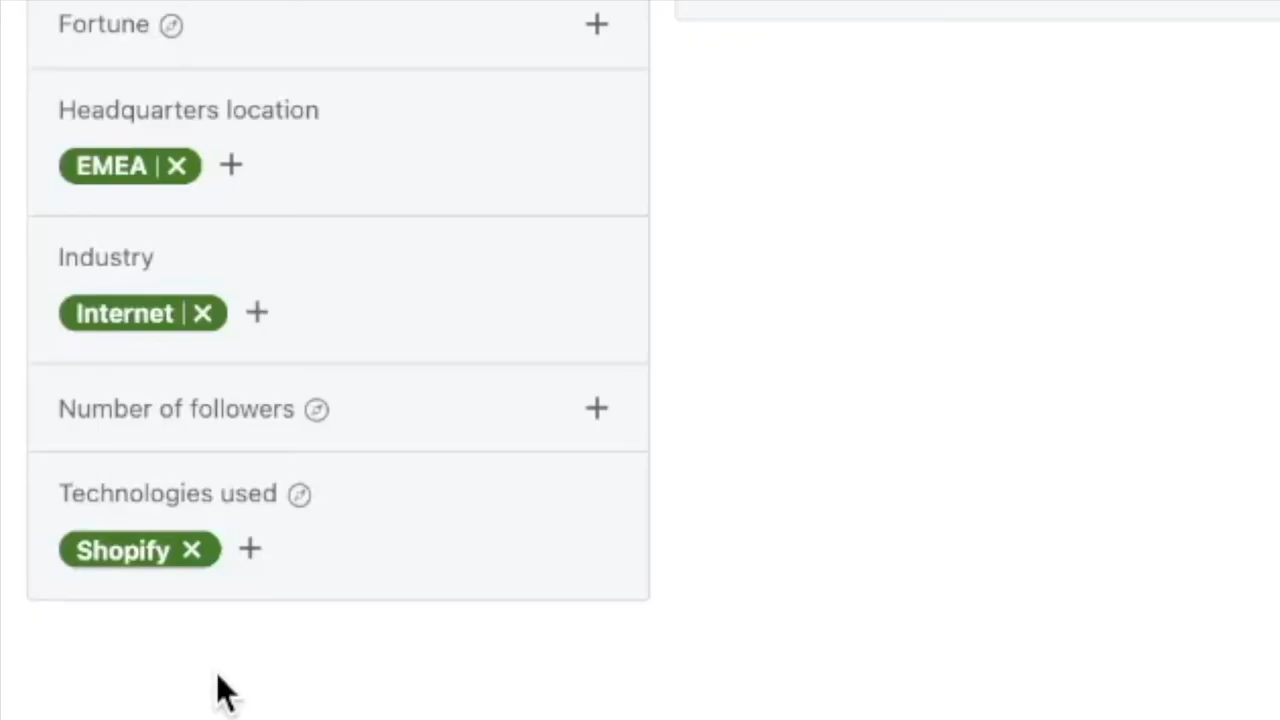 Fortune
Headquarters location
EMEA
Industry
Internet
Number of followers
Technologies used
Shopify